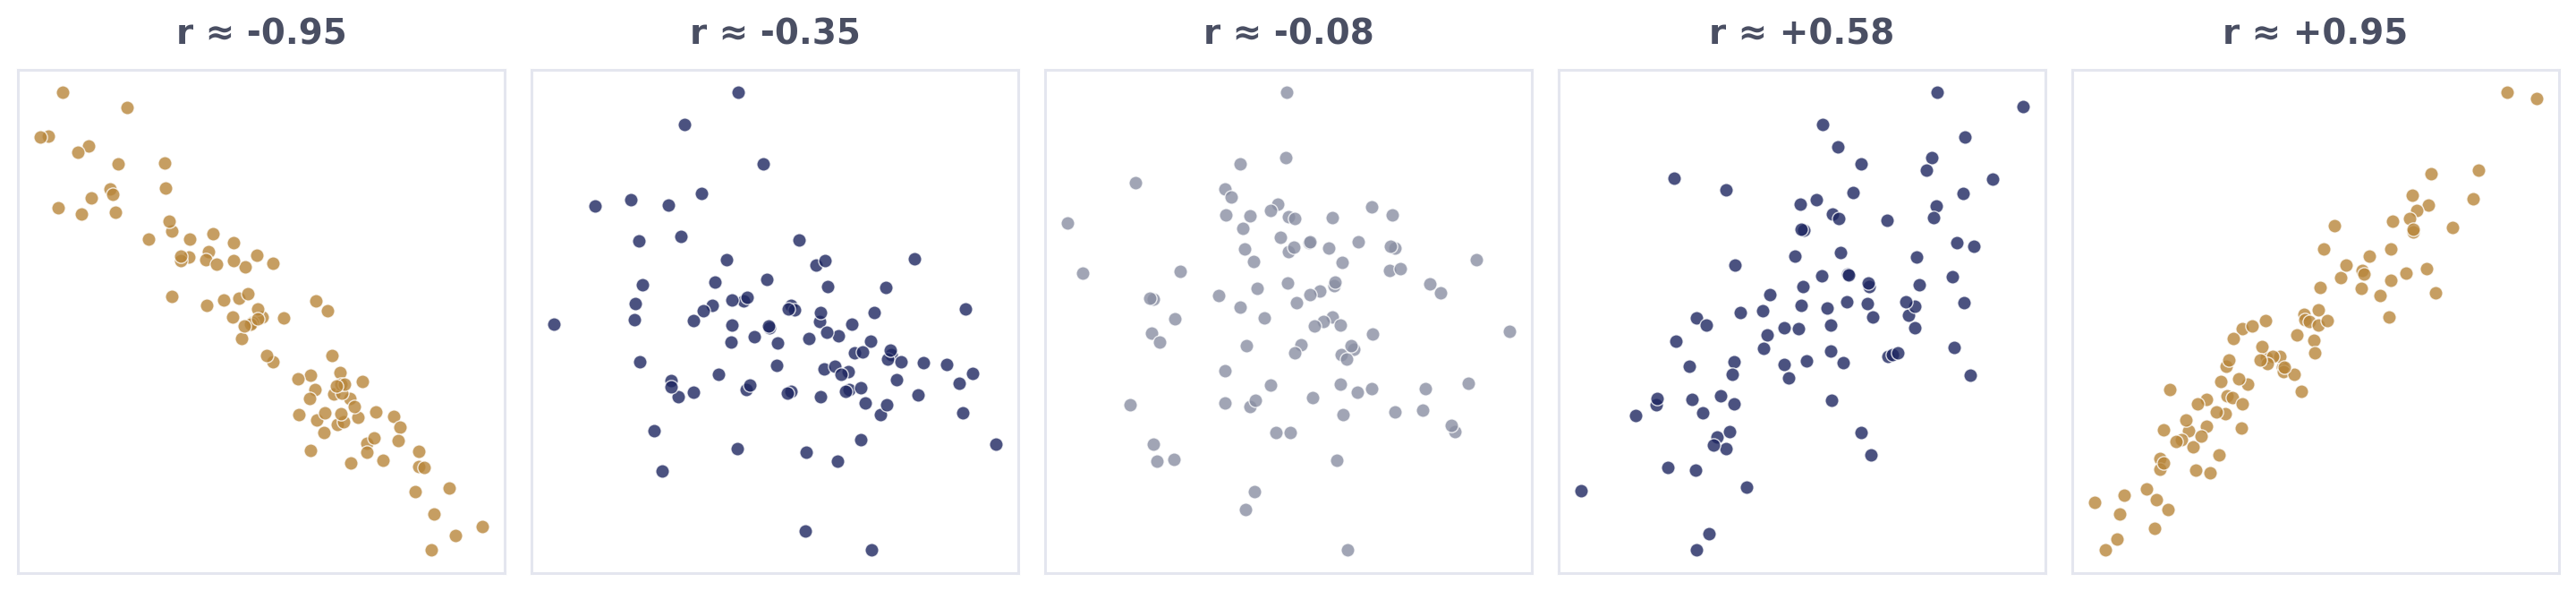 r ≈ -0.95
r ≈ -0.35
r ≈ -0.08
r ≈ +0.58
r ≈ +0.95